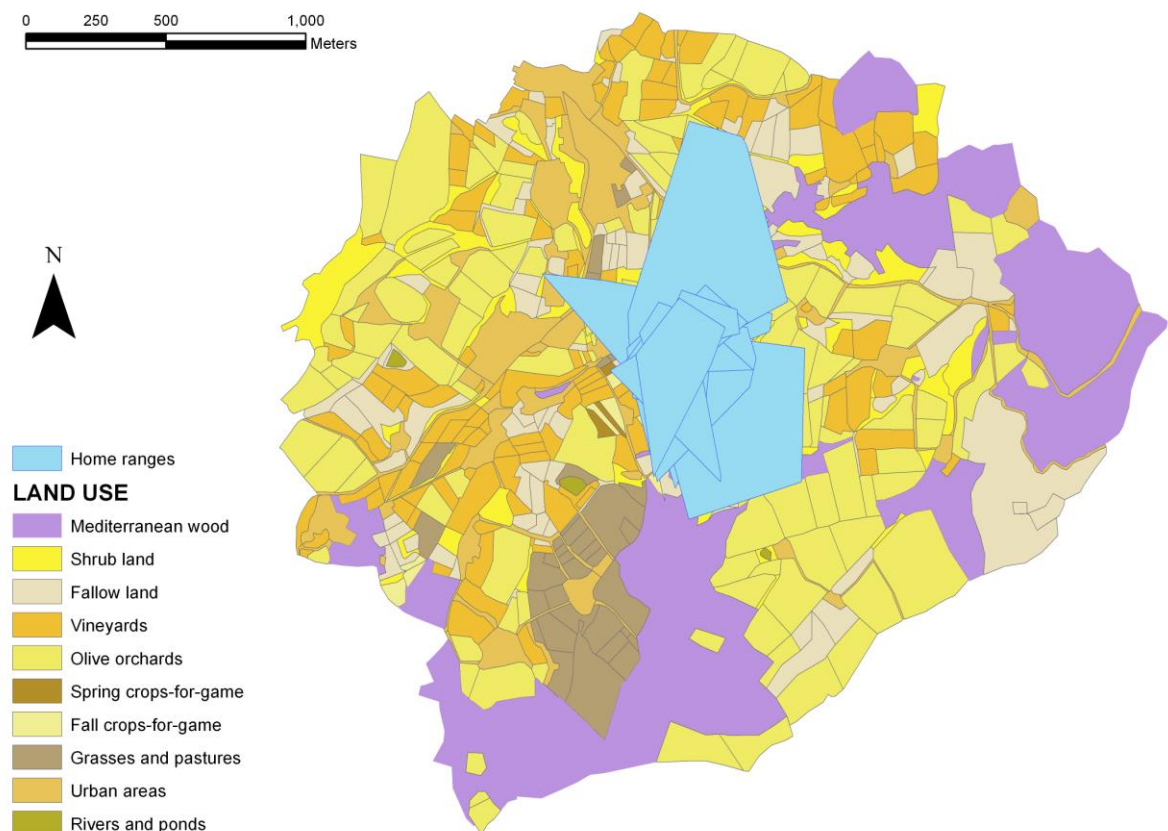 0 250 500 1,000
Meters
N
Home ranges
LAND USE
Mediterranean wood
Shrub land
Fallow land
Vineyards
Olive orchards
Spring crops-for-game
Fall crops-for-game
Grasses and pastures
Urban areas
Rivers and ponds